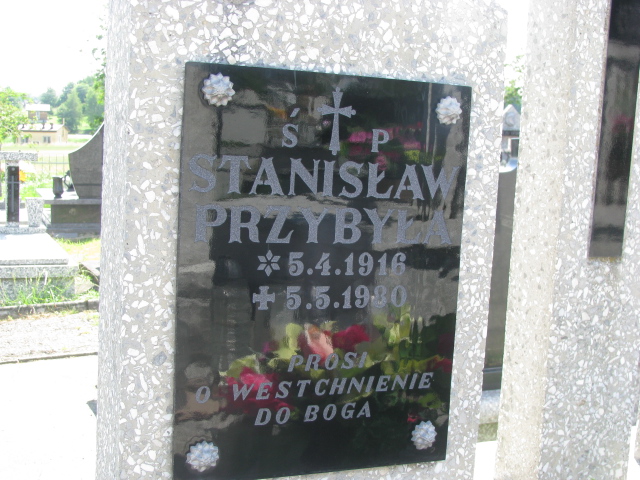 Ś P
STANISŁAW
PRZYBYŁA
5.4.1916
5.5.1980
PROSI
O WESTCHNIENIE
DO BOGA